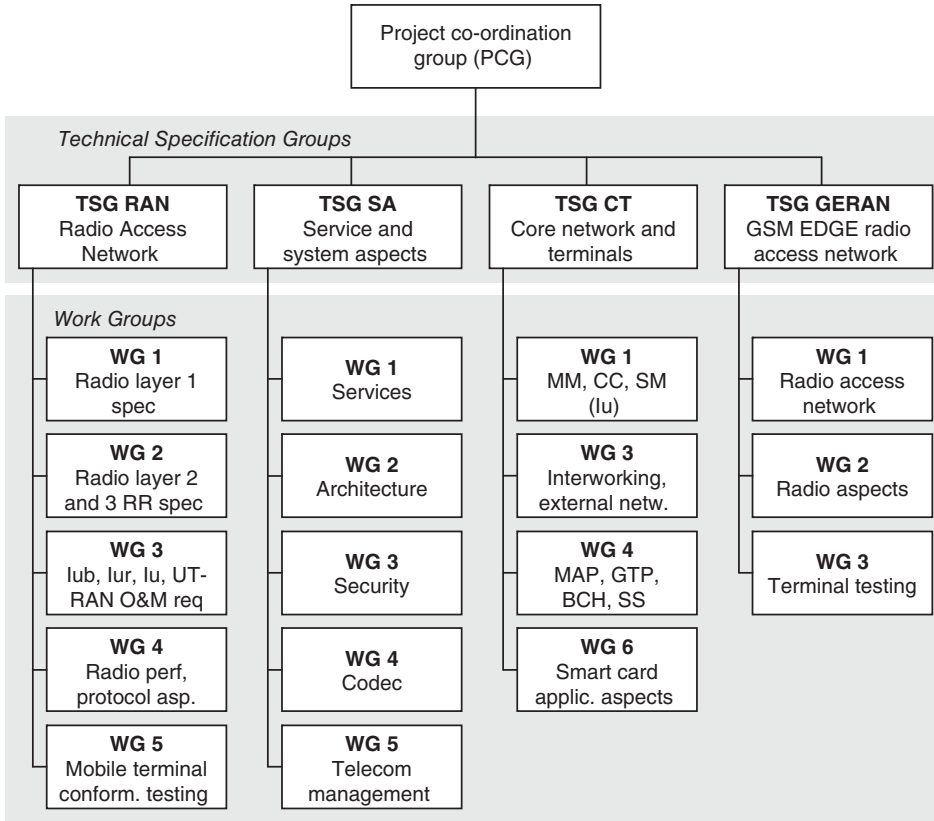 Project co-ordination
group (PCG)
Technical Specification Groups
TSG RAN
Radio Access
Network
TSG SA
Service and
system aspects
TSG CT
Core network and
terminals
TSG GERAN
GSM EDGE radio
access network
Work Groups
WG 1
Radio layer 1
spec
WG 2
Radio layer 2
and 3 RR spec
WG 3
Iub, Iur, Iu, UT-
RAN O&M req
WG 4
Radio perf,
protocol asp.
WG 5
Mobile terminal
conform. testing
WG 1
Services
WG 2
Architecture
WG 3
Security
WG 4
Codec
WG 5
Telecom
management
WG 1
MM, CC, SM
(Iu)
WG 3
Interworking,
external netw.
WG 4
MAP, GTP,
BCH, SS
WG 6
Smart card
applic. aspects
WG 1
Radio access
network
WG 2
Radio aspects
WG 3
Terminal testing